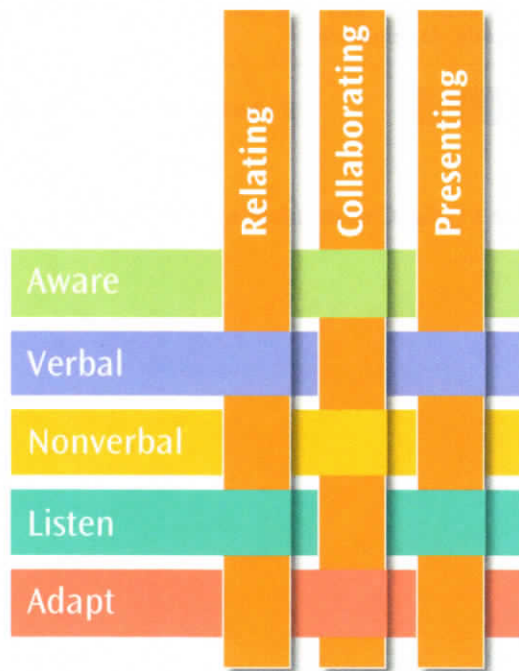 Relating
Collaborating
Presenting
Aware
Verbal
Nonverbal
Listen
Adapt